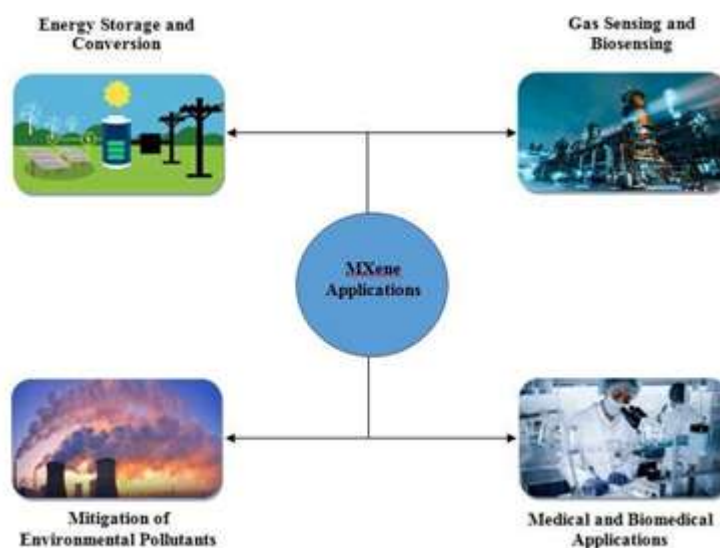 Energy Storage and
Conversion
Gas Sensing and
Biosensing
MXene
Applications
Mitigation of
Environmental Pollutants
Medical and Biomedical
Applications